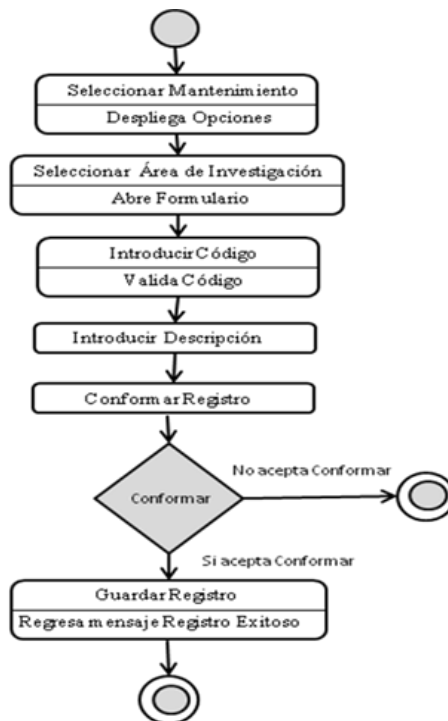 Seleccionar Mantenimiento
Despliega Opciones
Seleccionar Área de Investigación
Abre Formulario
Introducir Código
Valida Código
Introducir Descripción
Conformar Registro
Conformar
No acepta Conformar
Si acepta Conformar
Guardar Registro
Regresa mensaje Registro Exitoso